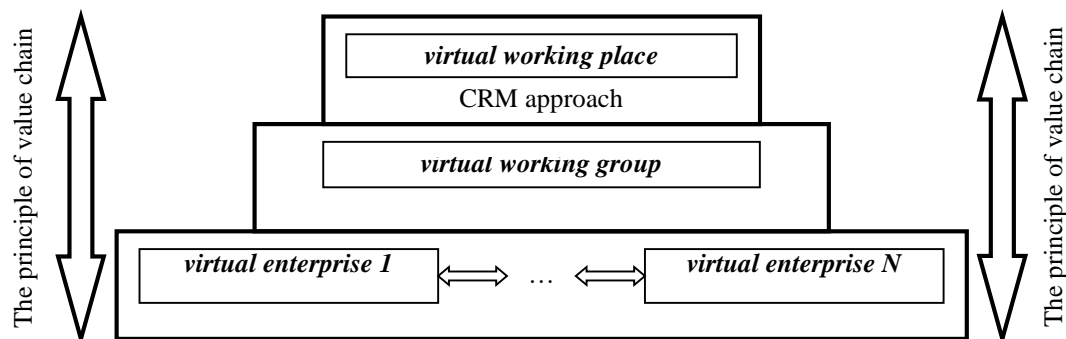 The principle of value chain
virtual working place
CRM approach
virtual working group
virtual enterprise 1
…
virtual enterprise N
The principle of value chain